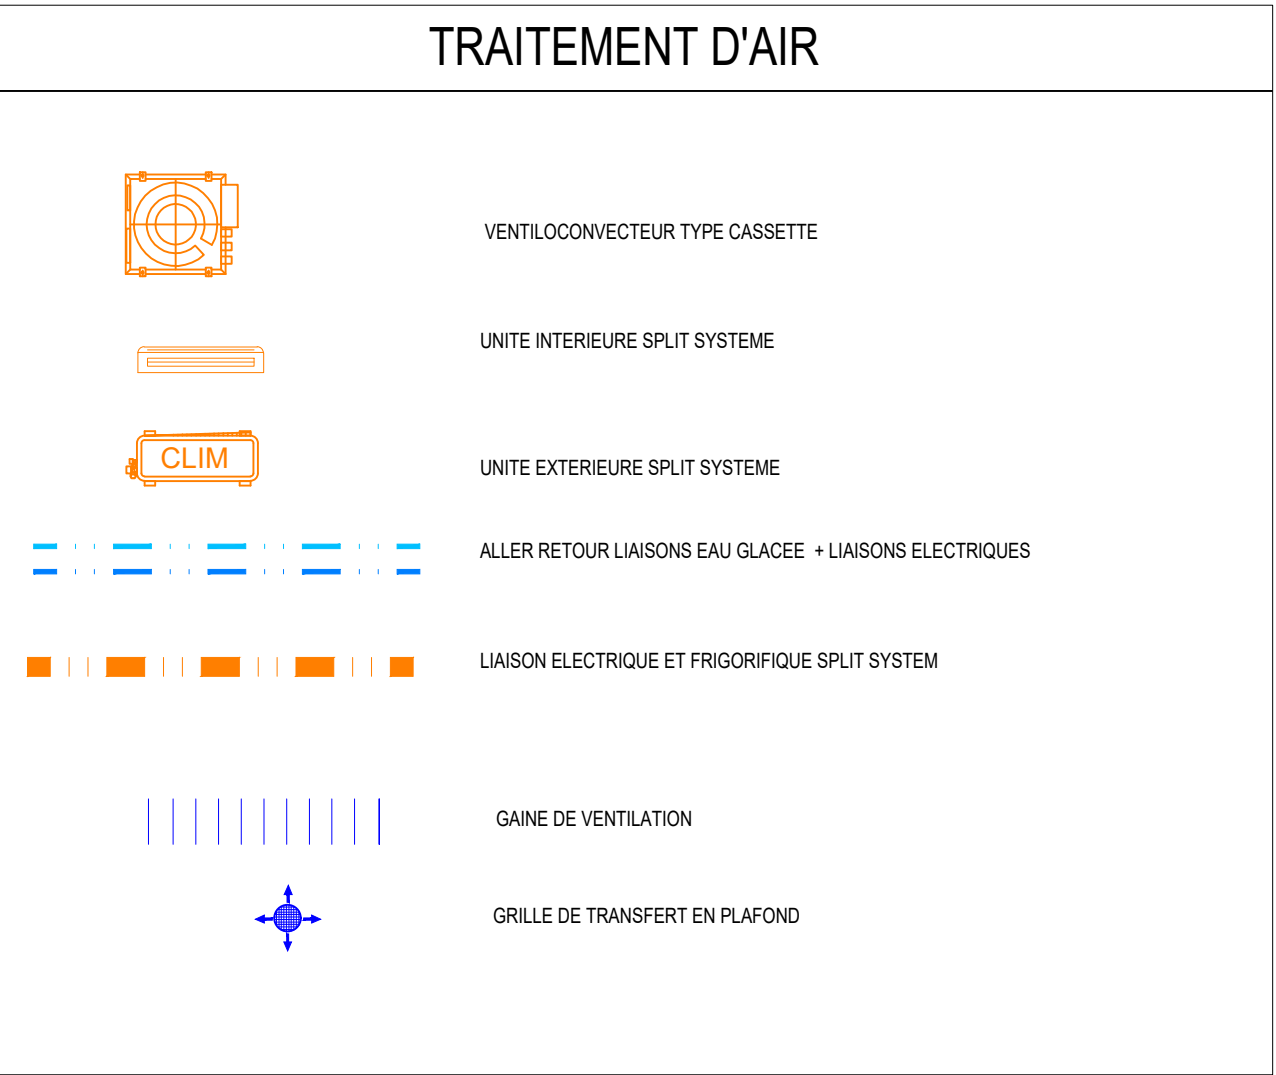 TRAITEMENT D'AIR
VENTILOCONVECTEUR TYPE CASSETTE
UNITE INTERIEURE SPLIT SYSTEME
CLIM
UNITE EXTERIEURE SPLIT SYSTEME
ALLER RETOUR LIAISONS EAU GLACEE + LIAISONS ELECTRIQUES
LIAISON ELECTRIQUE ET FRIGORIFIQUE SPLIT SYSTEM
GAINE DE VENTILATION
GRILLE DE TRANSFERT EN PLAFOND